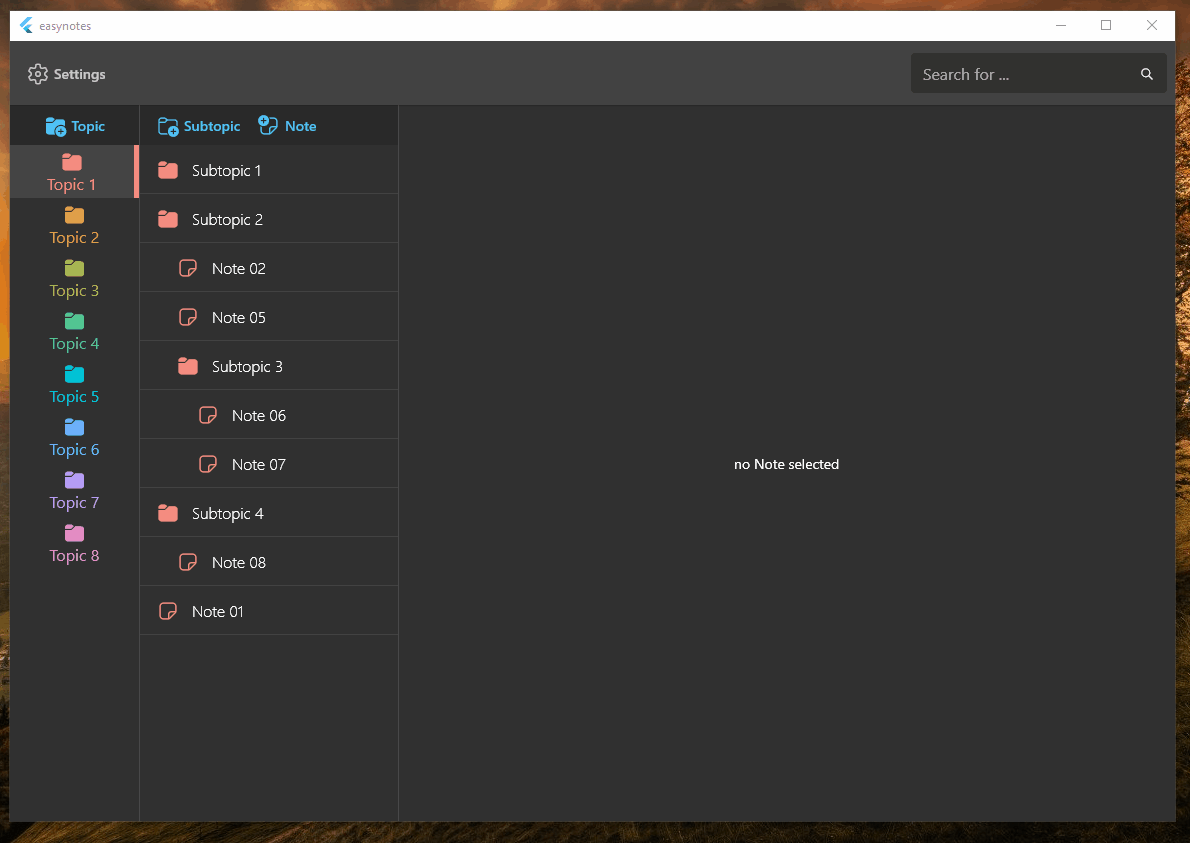 easynotes
Settings
Search for ...
Topic
Subtopic
Note
Topic 1
Topic 2
Topic 3
Topic 4
Topic 5
Topic 6
Topic 7
Topic 8
Subtopic 1
Subtopic 2
Note 02
Note 05
Subtopic 3
Note 06
Note 07
Subtopic 4
Note 08
Note 01
no Note selected